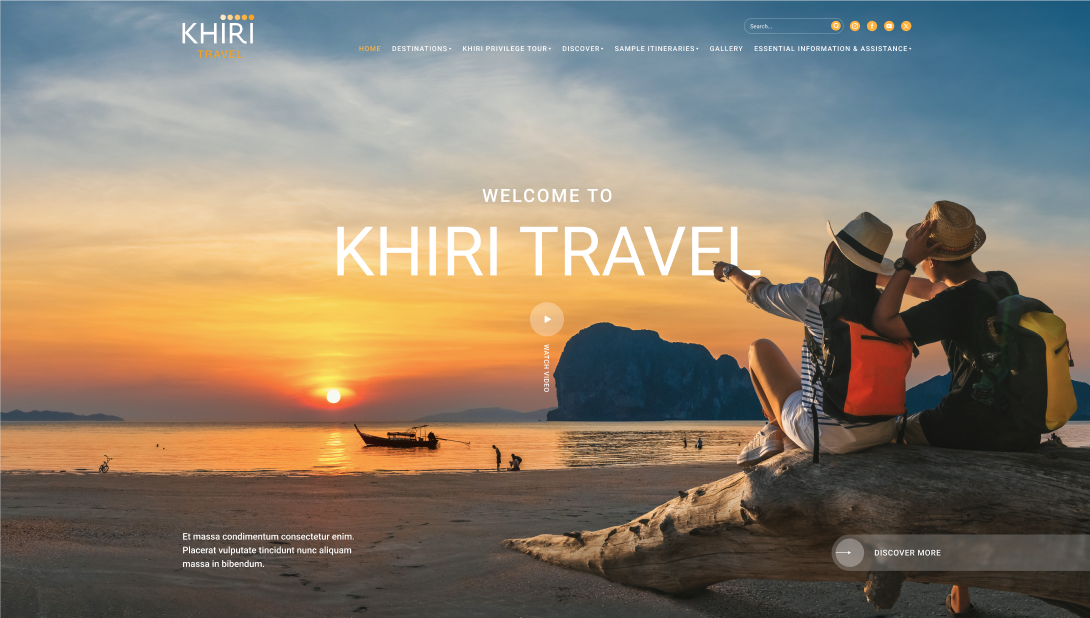 KHIRI
TRAVEL
Search...
HOME DESTINATIONS KHIRI PRIVILEGE TOUR DISCOVER SAMPLE ITINERARIES GALLERY ESSENTIAL INFORMATION & ASSISTANCE
WELCOME TO
KHIRI TRAVEL
WATCH VIDEO
Et massa condimentum consectetur enim.
Placerat vulputate tincidunt nunc aliquam
massa in bibendum.
DISCOVER MORE